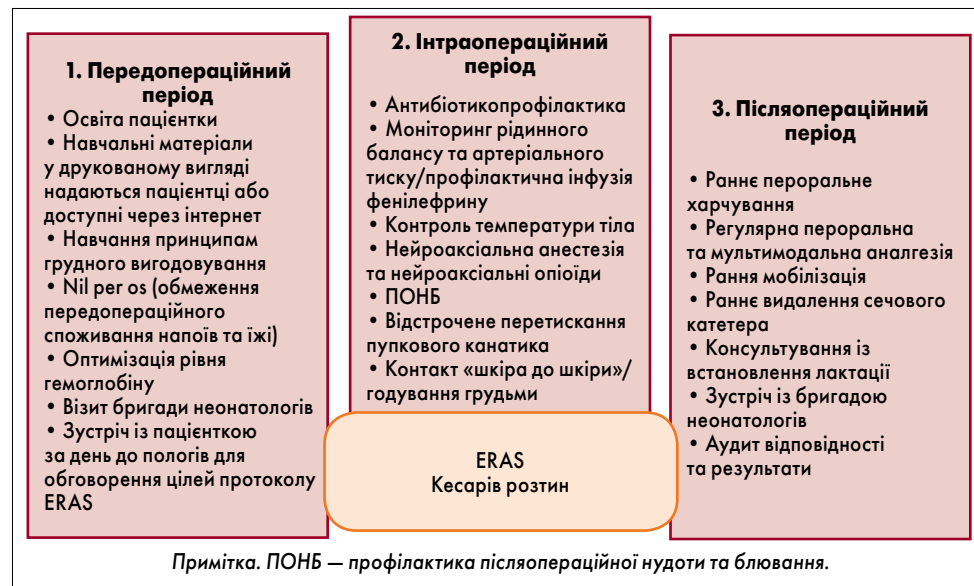 1. Передопераційний
період
• Освіта пацієнтки
• Навчальні матеріали
у друкованому вигляді
надаються пацієнтці або
доступні через інтернет
• Навчання принципам
грудного вигодовування
• Nil per os (обмеження
передопераційного
споживання напоїв та їжі)
• Оптимізація рівня
гемоглобіну
• Візит бригади неонатологів
• Зустріч із пацієнткою
за день до пологів для
обговорення цілей протоколу
ERAS
2. Інтраопераційний
період
• Антибіотикопрофілактика
• Моніторинг рідинного
балансу та артеріального
тиску/профілактична інфузія
фенілефрину
• Контроль температури тіла
• Нейроаксіальна анестезія
та нейроаксіальні опіоїди
• ПОНБ
• Відстрочене перетискання
пупкового канатика
• Контакт «шкіра до шкіри»/
годування грудьми
3. Післяопераційний
період
• Раннє пероральне
харчування
• Регулярна пероральна
та мультимодальна аналгезія
• Рання мобілізація
• Раннє видалення сечового
катетера
• Консультування із
встановлення лактації
• Зустріч із бригадою
неонатологів
• Аудит відповідності
та результати
ERAS
Кесарів розтин
Примітка. ПОНБ — профілактика післяопераційної нудоти та блювання.